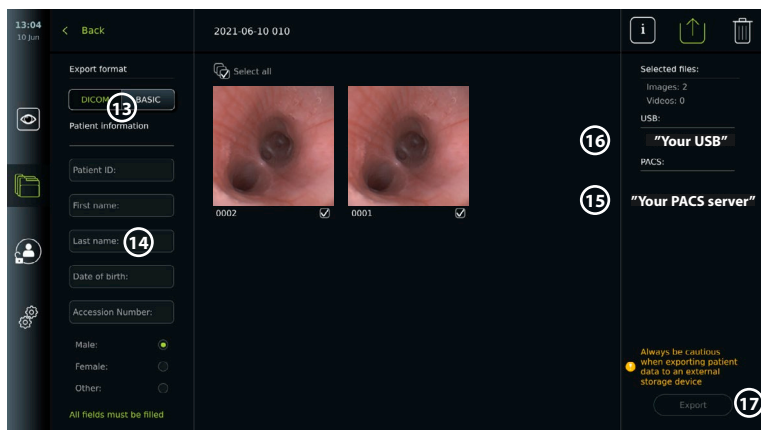 13:04
10 Jun
Back
2021-06-10 010
i
Export format
DICOM
BASIC
13
Patient information
Patient ID:
First name:
Last name:
14
Date of birth:
Accession Number:
Male:
Female:
Other:
All fields must be filled
Select all
0002
0001
Selected files:
Images: 2
Videos: 0
USB:
16
"Your USB"
PACS:
15
"Your PACS server"
Always be cautious
when exporting patient
data to an external
storage device
Export
17